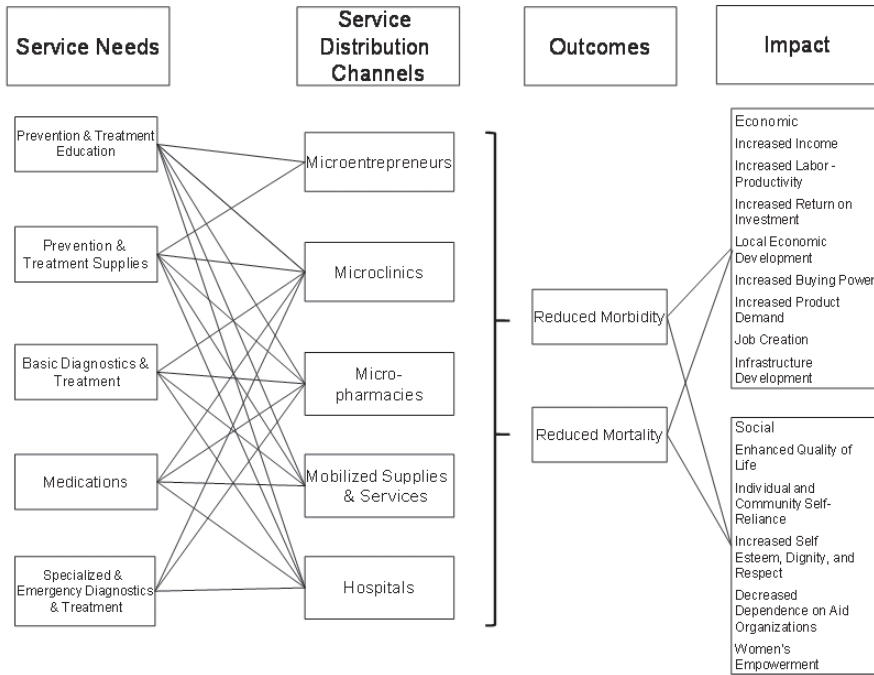 Service Needs
Service
Distribution
Channels
Outcomes
Impact
Prevention & Treatment
Education
Prevention &
Treatment Supplies
Basic Diagnostics &
Treatment
Medications
Specialized &
Emergency Diagnostics
& Treatment
Microentrepreneurs
Microclinics
Micro-
pharmacies
Mobilized Supplies
& Services
Hospitals
Reduced Morbidity
Reduced Mortality
Economic
Increased Income
Increased Labor -
Productivity
Increased Return on
Investment
Local Economic
Development
Increased Buying Power
Increased Product
Demand
Job Creation
Infrastructure
Development
Social
Enhanced Quality of
Life
Individual and
Community Self-
Reliance
Increased Self
Esteem, Dignity, and
Respect
Decreased
Dependence on Aid
Organizations
Women's
Empowerment